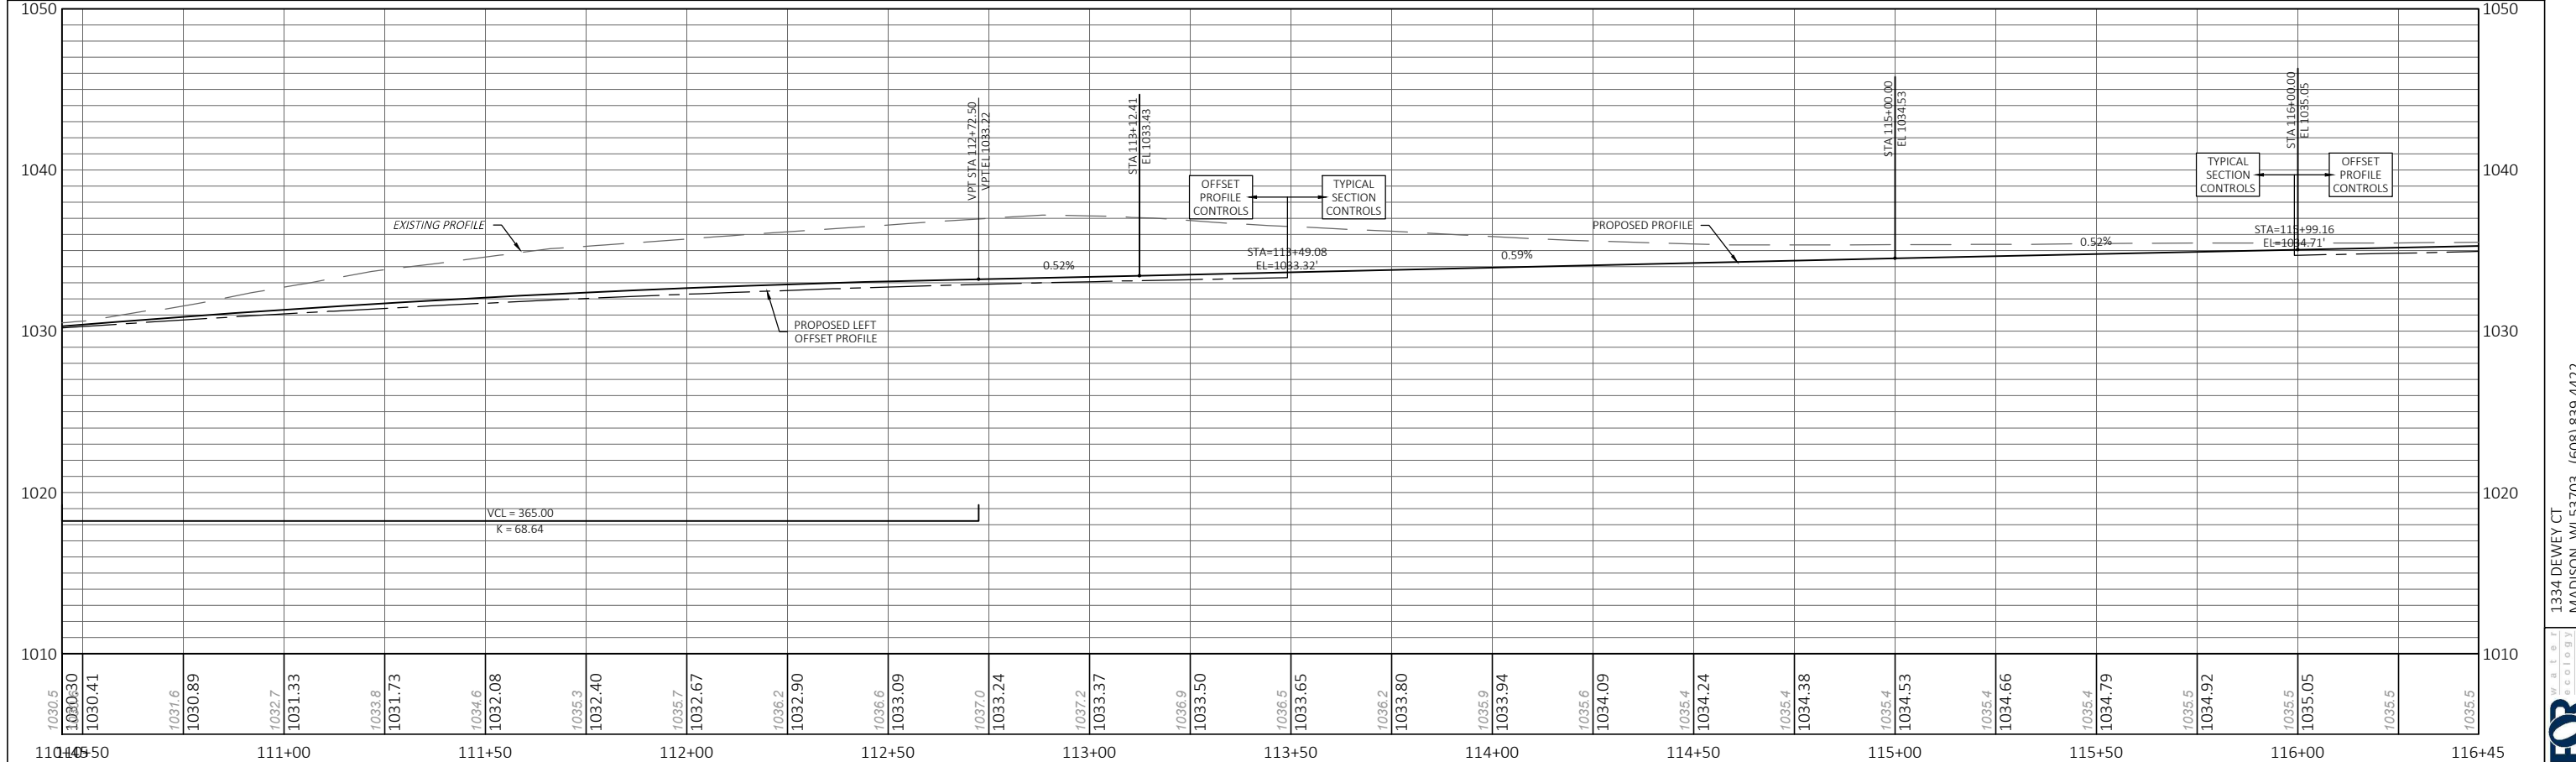 1050
1050
1040
1040
1030
1030
1020
1020
1010
1010
VPT STA 112+72.50
VPT EL 1033.22
STA 113+12.41
EL 1033.43
STA 115+00.00
EL 1034.53
STA 116+00.00
EL 1035.05
OFFSET
PROFILE
CONTROLS
TYPICAL
SECTION
CONTROLS
TYPICAL
SECTION
CONTROLS
OFFSET
PROFILE
CONTROLS
EXISTING PROFILE
PROPOSED PROFILE
STA=113+49.08
EL=1033.32'
STA=115+99.16
EL=1034.71'
0.52%
0.59%
0.52%
PROPOSED LEFT
OFFSET PROFILE
VCL = 365.00
K = 68.64
1030.5
1030.30
1030.41
1031.6
1030.89
1032.7
1031.33
1033.8
1031.73
1034.6
1032.08
1035.3
1032.40
1035.7
1032.67
1036.2
1032.90
1036.6
1033.09
1037.0
1033.24
1037.2
1033.37
1036.9
1033.50
1036.5
1033.65
1036.2
1033.80
1035.9
1033.94
1035.6
1034.09
1035.4
1034.24
1035.4
1034.38
1035.4
1034.53
1035.4
1034.66
1035.4
1034.79
1035.5
1034.92
1035.5
1035.05
1035.5
1035.5
110+45
110+50
111+00
111+50
112+00
112+50
113+00
113+50
114+00
114+50
115+00
115+50
116+00
116+45
1334 DEWEY CT
MADISON, WI 53703 (608) 839-4422
water
ecology
EOR